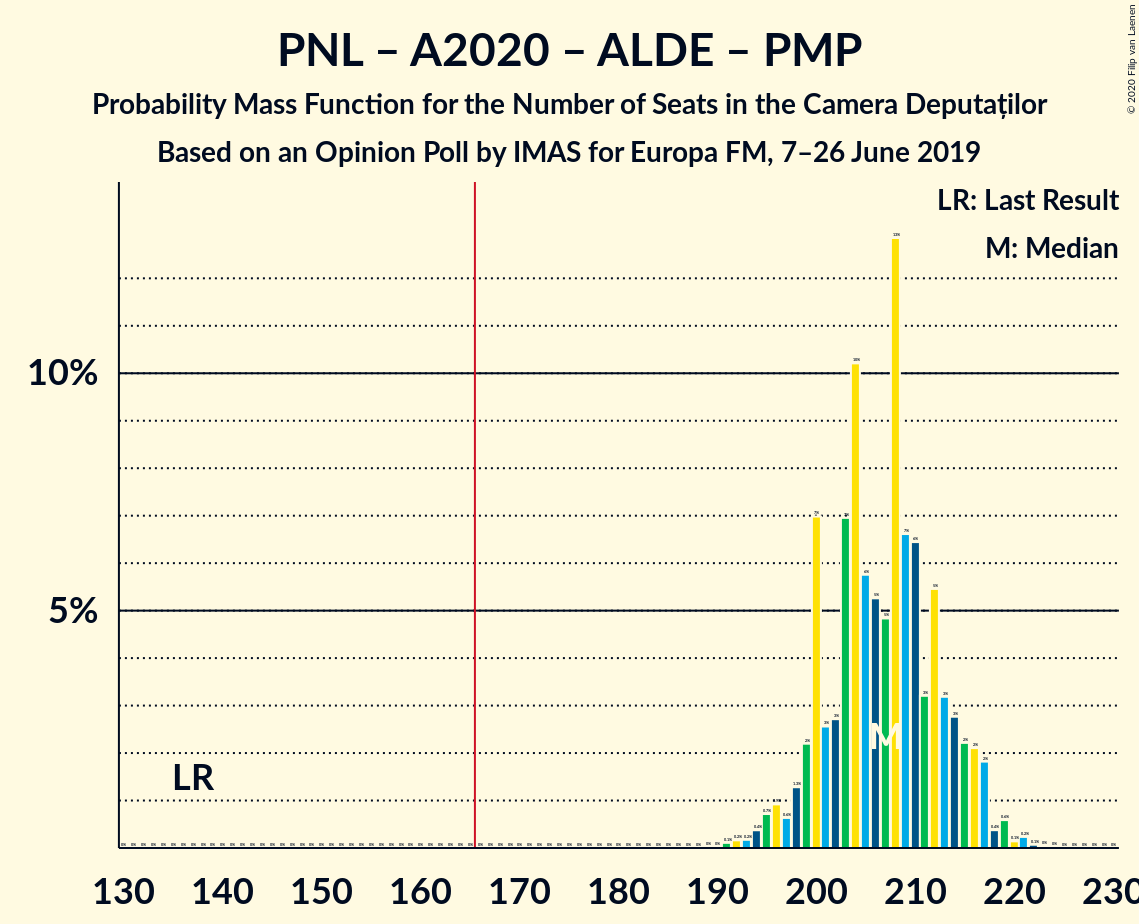 PNL – A2020 – ALDE – PMP
Probability Mass Function for the Number of Seats in the Camera Deputaților
Based on an Opinion Poll by IMAS for Europa FM, 7–26 June 2019
© 2020 Filip van Laenen
LR: Last Result
M: Median
10%
5%
LR
M
130 140 150 160 170 180 190 200 210 220 230